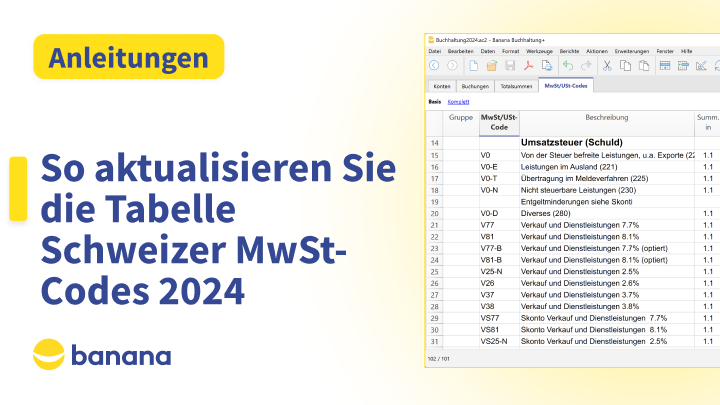 Anleitungen
So aktualisieren Sie
die Tabelle
Schweizer MwSt-
Codes 2024
banana
Buchhaltung2024.ac2 - Banana Buchhaltung+
Datei Bearbeiten Daten Format Werkzeuge Berichte Aktionen Erweiterungen Fenster Hilfe
Konten Buchungen Totalsummen MwSt/USt-Codes
Basis Komplett
Gruppe MwSt/USt-Code Beschreibung Summ. in
14 Umsatzsteuer (Schuld)
15 V0 Von der Steuer befreite Leistungen, u.a. Exporte (22 1.1
16 V0-E Leistungen im Ausland (221) 1.1
17 V0-T Übertragung im Meldeverfahren (225) 1.1
18 V0-N Nicht steuerbare Leistungen (230) 1.1
19 Entgeltminderungen siehe Skonti
20 V0-D Diverses (280) 1.1
21 V77 Verkauf und Dienstleistungen 7.7% 1.1
22 V81 Verkauf und Dienstleistungen 8.1% 1.1
23 V77-B Verkauf und Dienstleistungen 7.7% (optiert) 1.1
24 V81-B Verkauf und Dienstleistungen 8.1% (optiert) 1.1
25 V25-N Verkauf und Dienstleistungen 2.5% 1.1
26 V26 Verkauf und Dienstleistungen 2.6% 1.1
27 V37 Verkauf und Dienstleistungen 3.7% 1.1
28 V38 Verkauf und Dienstleistungen 3.8% 1.1
29 VS77 Skonto Verkauf und Dienstleistungen 7.7% 1.1
30 VS81 Skonto Verkauf und Dienstleistungen 8.1% 1.1
31 VS25-N Skonto Verkauf und Dienstleistungen 2.5% 1.1
102 / 101